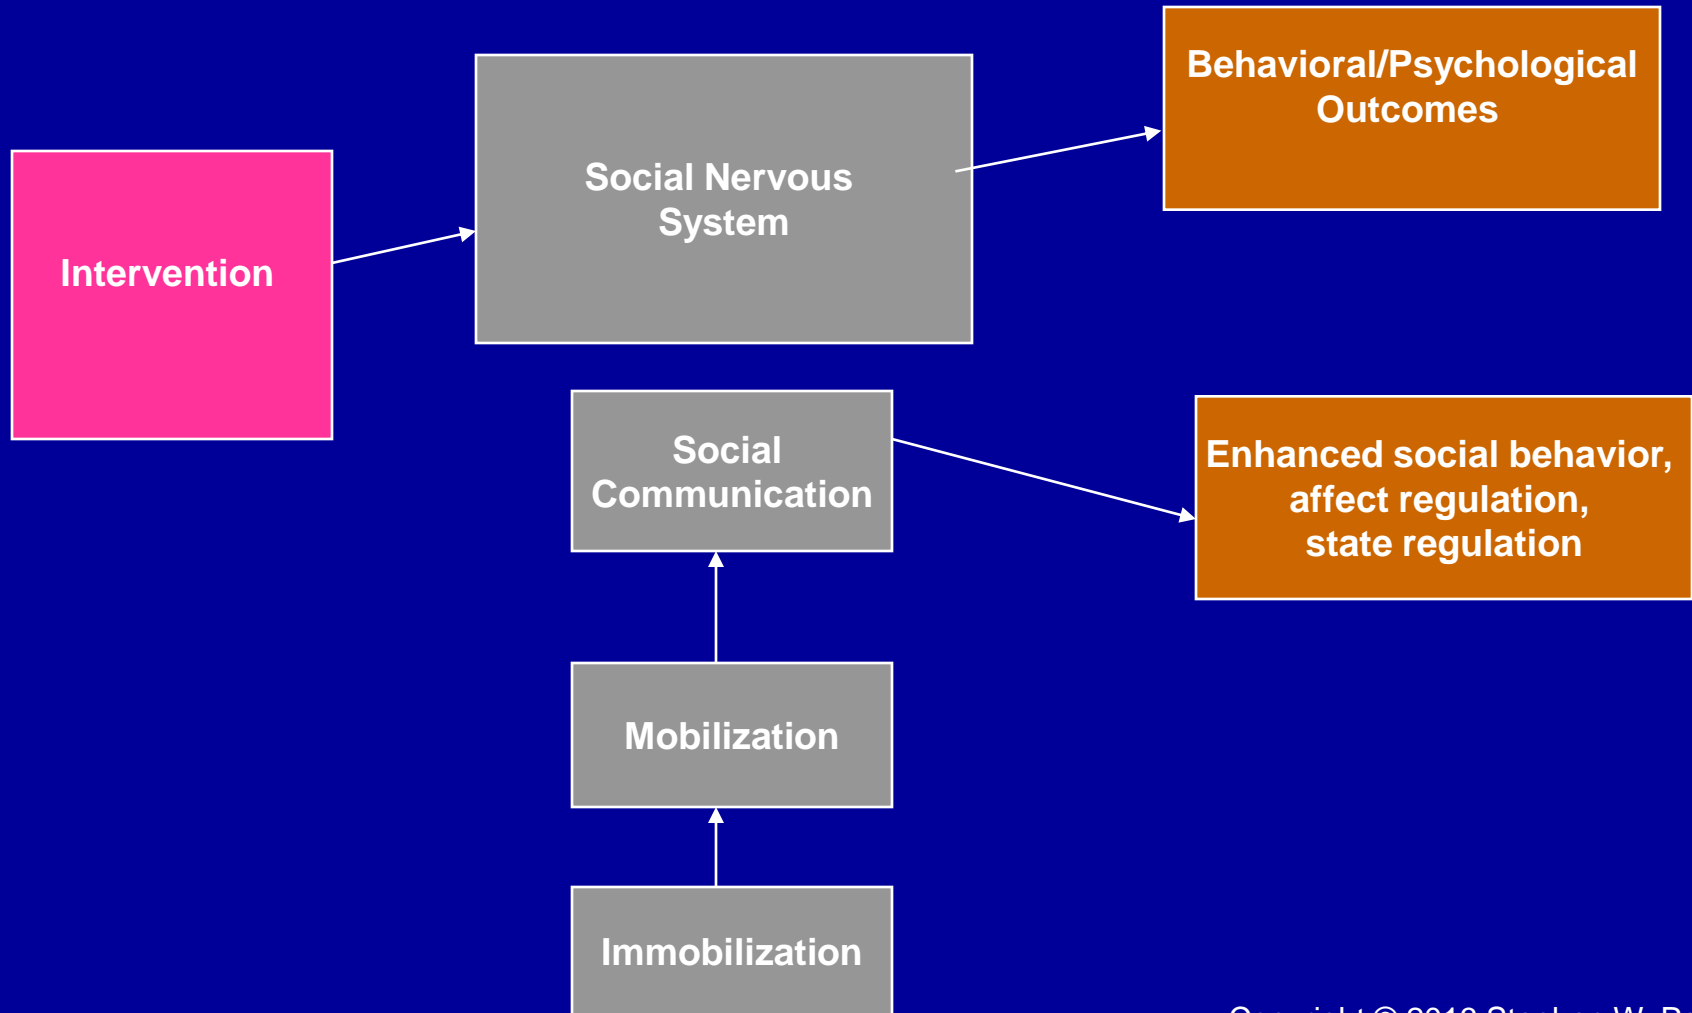 Behavioral/Psychological
Outcomes
Social Nervous
System
Intervention
Social
Communication
Enhanced social behavior,
affect regulation,
state regulation
Mobilization
Immobilization